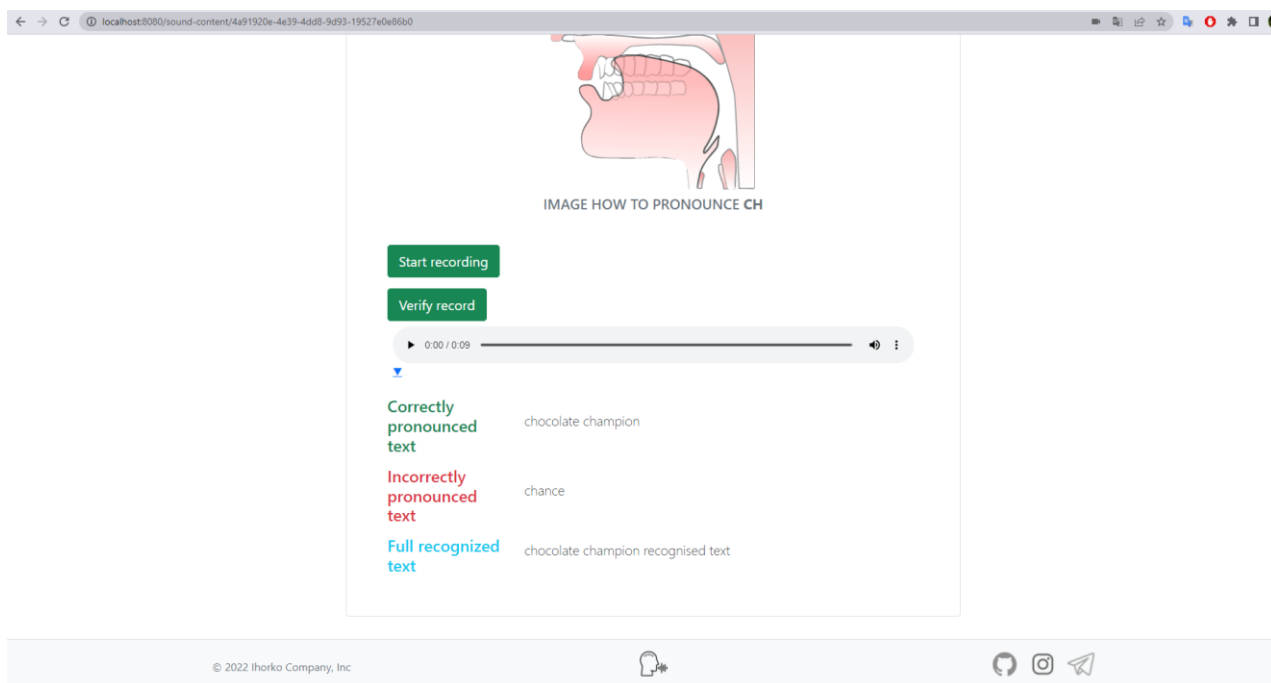 localhost:8080/sound-content/4a91920e-4e39-4dd8-9d93-19527e0e86b0
IMAGE HOW TO PRONOUNCE CH
Start recording
Verify record
0:00 / 0:09
Correctly
pronounced
text
chocolate champion
Incorrectly
pronounced
text
chance
Full recognized
text
chocolate champion recognised text
© 2022 Ihorko Company, Inc